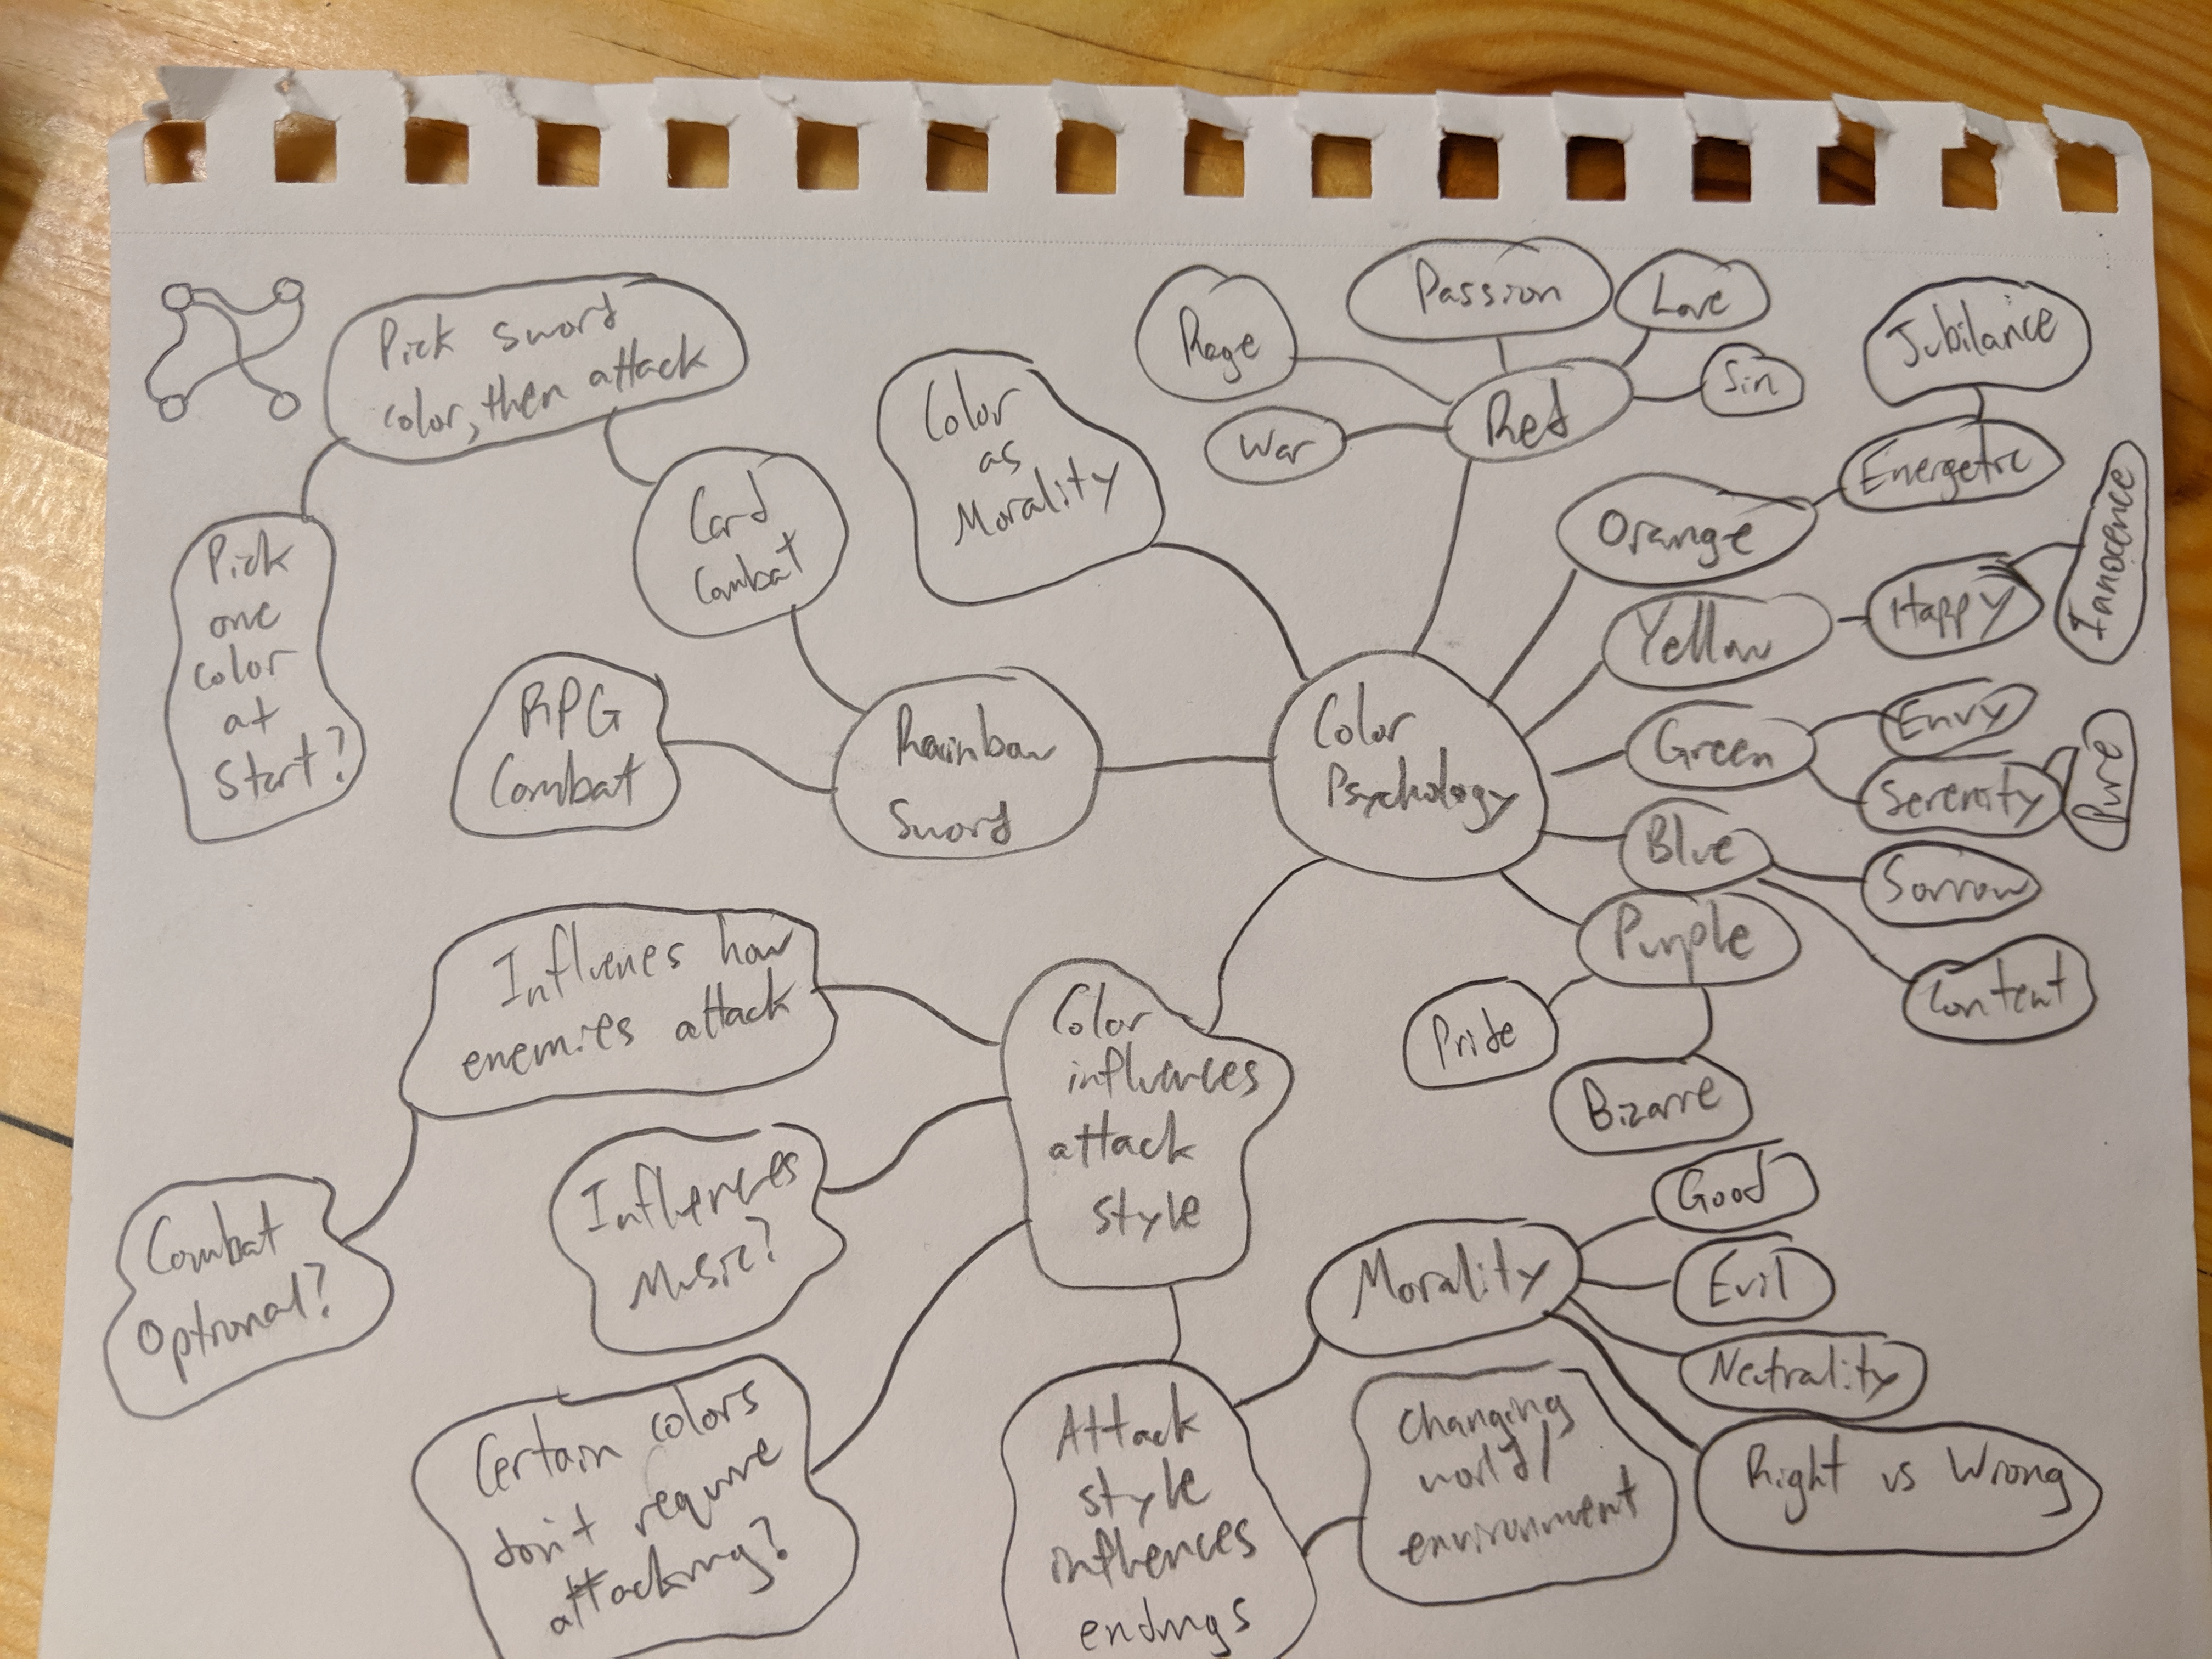 Pick sword
color, then attack
Pick
one
color
at
start?
Card
Combat
RPG
Combat
Rainbow
Sword
Color
as
Morality
Rage
War
Passion
Red
Love
Sin
Color
Psychology
Orange
Energetic
Jubilance
Yellow
Happy
Innocence
Green
Envy
Serenity
Pure
Blue
Sorrow
Content
Purple
Pride
Bizarre
Color
influences
attack
style
Influences how
enemies attack
Combat
Optional?
Influences
Music?
Certain colors
don't require
attacking?
Attack
style
influences
endings
Morality
Good
Evil
Neutrality
Right vs Wrong
Changing
world/
environment